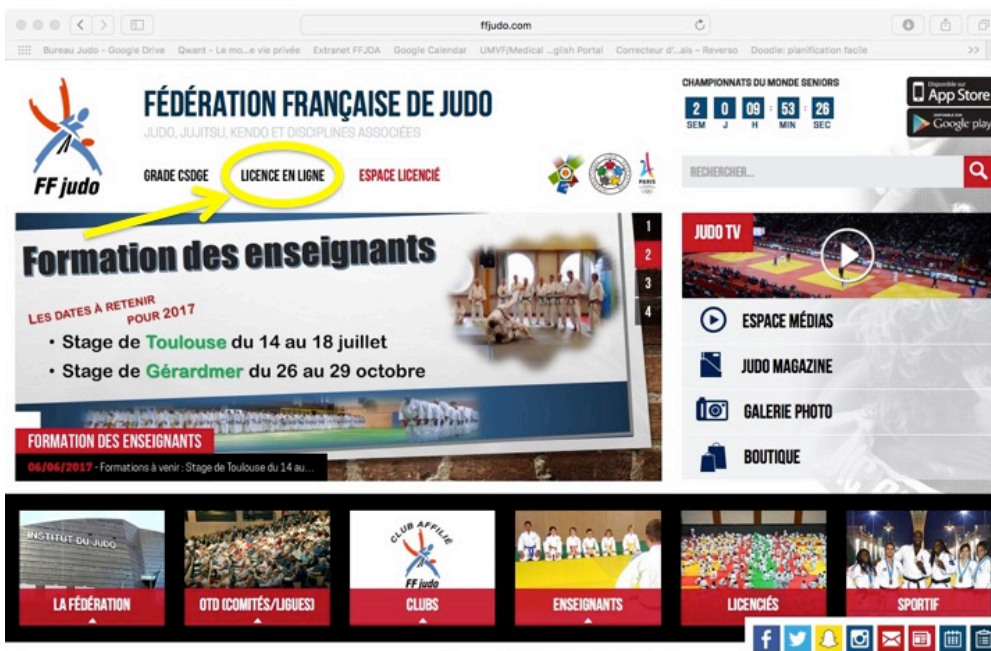 ffjudo.com
Bureau Judo - Google Drive Qwant - Le mo...e vie privée Extranet FFJDA Google Calendar UMVF/Medical ...glish Portal Correcteur d'...ais - Reverso Doodle: planification facile >>
FÉDÉRATION FRANÇAISE DE JUDO
JUDO, JUJITSU, KENDO ET DISCIPLINES ASSOCIÉES
FF judo
GRADE CSDGE LICENCE EN LIGNE ESPACE LICENCIÉ
PARIS
CHAMPIONNATS DU MONDE SENIORS
2 0 09 : 53 : 26
SEM J H MIN SEC
Disponible sur
App Store
Google play
RECHERCHER...
Formation des enseignants
LES DATES À RETENIR
POUR 2017
• Stage de Toulouse du 14 au 18 juillet
• Stage de Gérardmer du 26 au 29 octobre
1
2
3
4
FORMATION DES ENSEIGNANTS
06/06/2017 - Formations à venir : Stage de Toulouse du 14 au...
JUDO TV
ESPACE MÉDIAS
JUDO MAGAZINE
GALERIE PHOTO
BOUTIQUE
INSTITUT DU JUDO
CLUB AFFILIÉ
FF judo
LA FÉDÉRATION OTD (COMITÉS/LIGUES) CLUBS ENSEIGNANTS LICENCIÉS SPORTIF